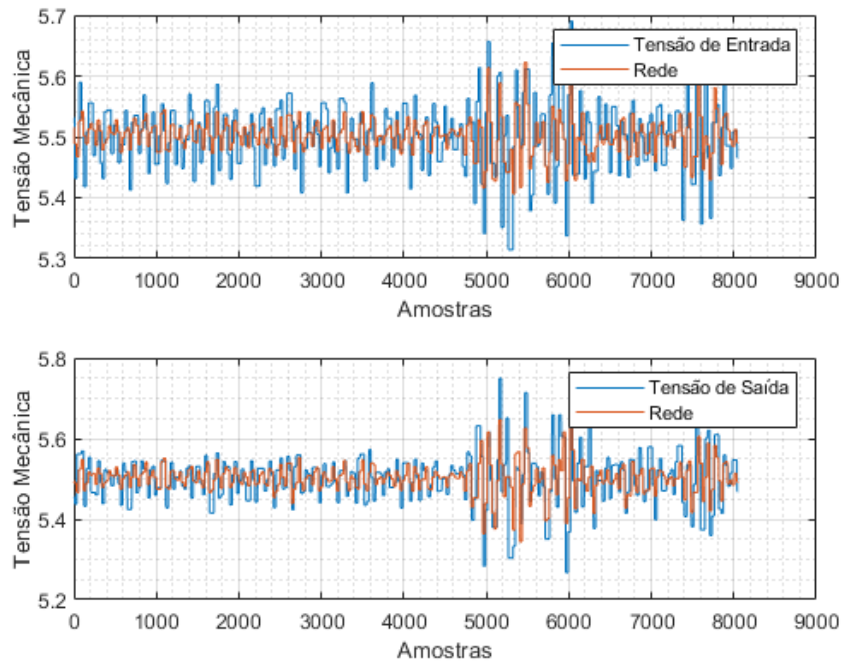 5.7
5.6
5.5
5.4
5.3
Tensão Mecânica
Tensão de Entrada
Rede
0 1000 2000 3000 4000 5000 6000 7000 8000 9000
Amostras
5.8
5.6
5.4
5.2
Tensão Mecânica
Tensão de Saída
Rede
0 1000 2000 3000 4000 5000 6000 7000 8000 9000
Amostras